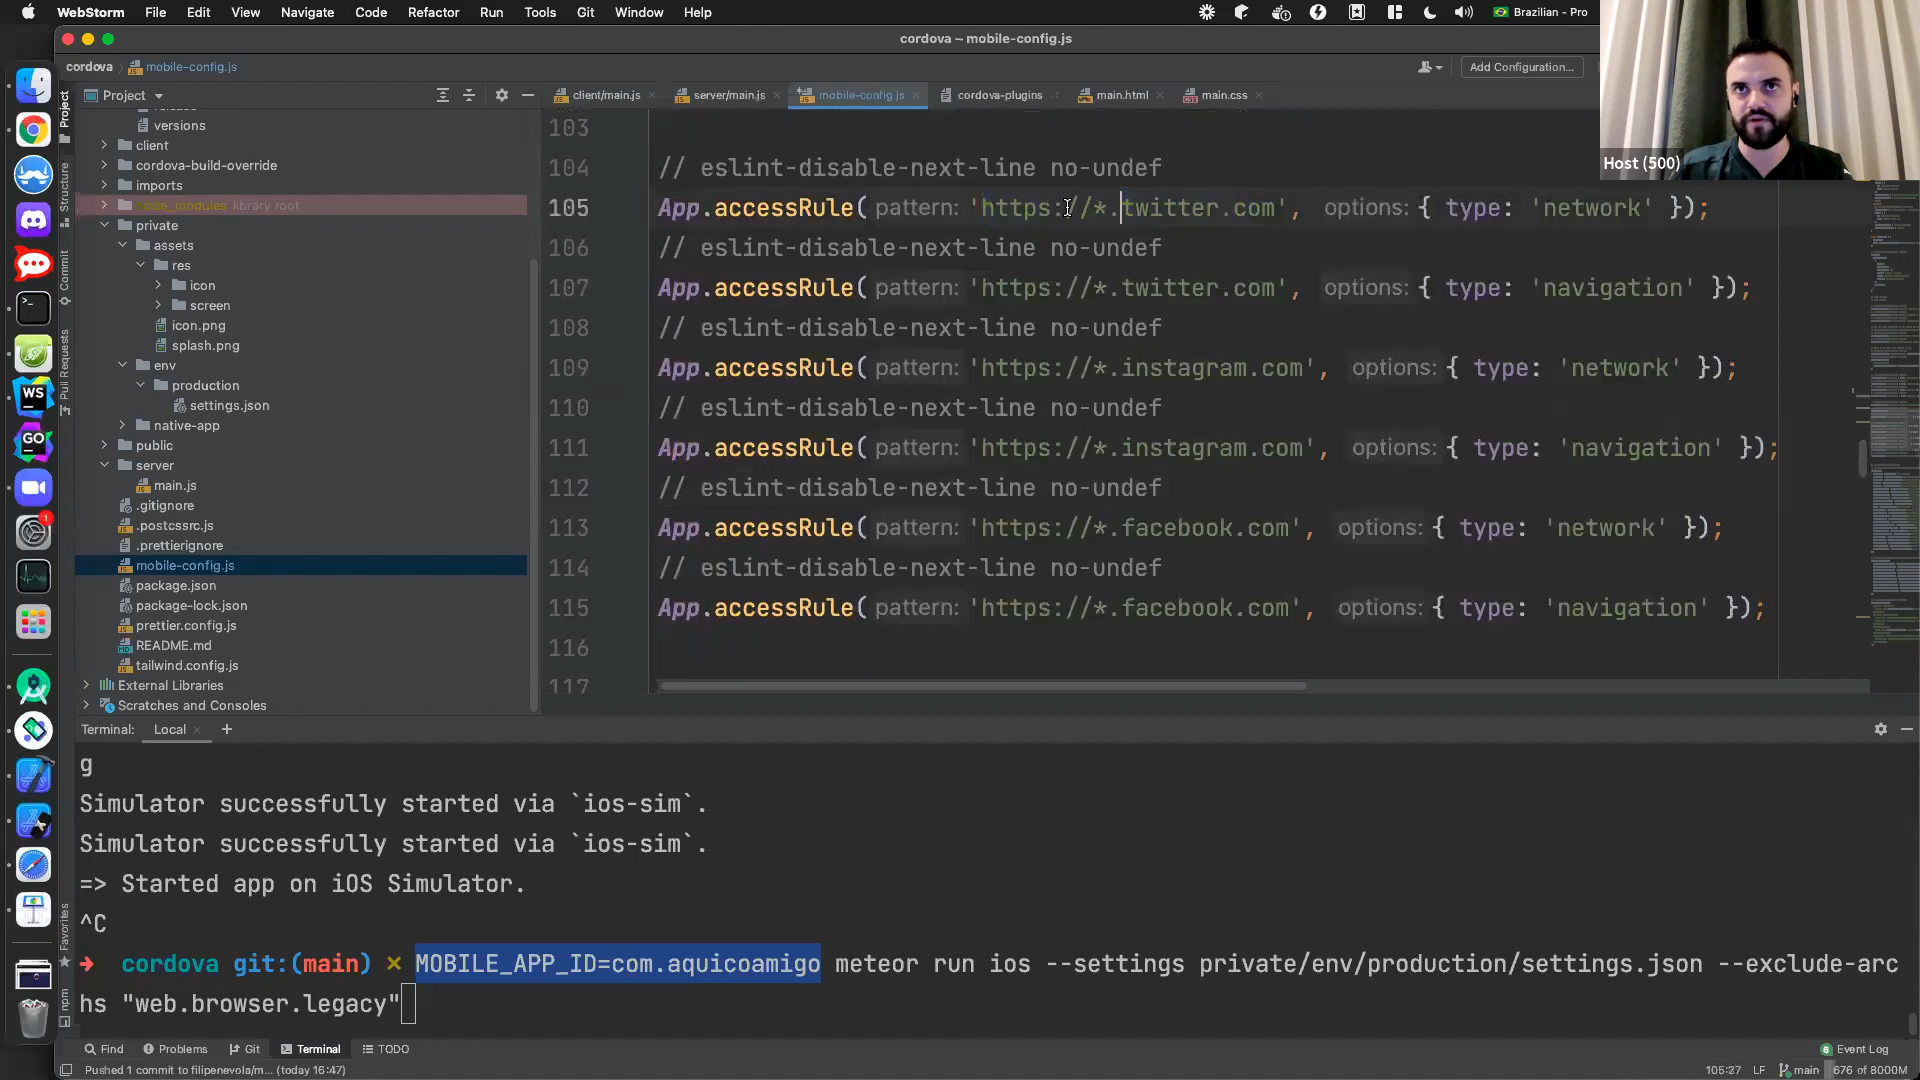 WebStorm File Edit View Navigate Code Refactor Run Tools Git Window Help Brazilian - Pro
cordova – mobile-config.js
cordova mobile-config.js Add Configuration...
Project client/main.js server/main.js mobile-config.js cordova-plugins main.html main.css
versions
client
cordova-build-override
imports
library root
private
assets
res
icon
screen
icon.png
splash.png
env
production
settings.json
native-app
public
server
main.js
.gitignore
.postcssrc.js
.prettierignore
mobile-config.js
package.json
package-lock.json
prettier.config.js
README.md
tailwind.config.js
External Libraries
Scratches and Consoles
Project
Structure
Commit
Pull Requests
Favorites
npm
Host (500)
103
104 // eslint-disable-next-line no-undef
105 App.accessRule( pattern: 'https://*.twitter.com', options: { type: 'network' });
106 // eslint-disable-next-line no-undef
107 App.accessRule( pattern: 'https://*.twitter.com', options: { type: 'navigation' });
108 // eslint-disable-next-line no-undef
109 App.accessRule( pattern: 'https://*.instagram.com', options: { type: 'network' });
110 // eslint-disable-next-line no-undef
111 App.accessRule( pattern: 'https://*.instagram.com', options: { type: 'navigation' });
112 // eslint-disable-next-line no-undef
113 App.accessRule( pattern: 'https://*.facebook.com', options: { type: 'network' });
114 // eslint-disable-next-line no-undef
115 App.accessRule( pattern: 'https://*.facebook.com', options: { type: 'navigation' });
116
117
Terminal: Local +
g
Simulator successfully started via `ios-sim`.
Simulator successfully started via `ios-sim`.
=> Started app on iOS Simulator.
^C
→ cordova git:(main) × MOBILE_APP_ID=com.aquicoamigo meteor run ios --settings private/env/production/settings.json --exclude-arc
hs "web.browser.legacy"
Find Problems Git Terminal TODO 6 Event Log
Pushed 1 commit to filipenevola/m... (today 16:47) 105:27 LF main 676 of 8000M